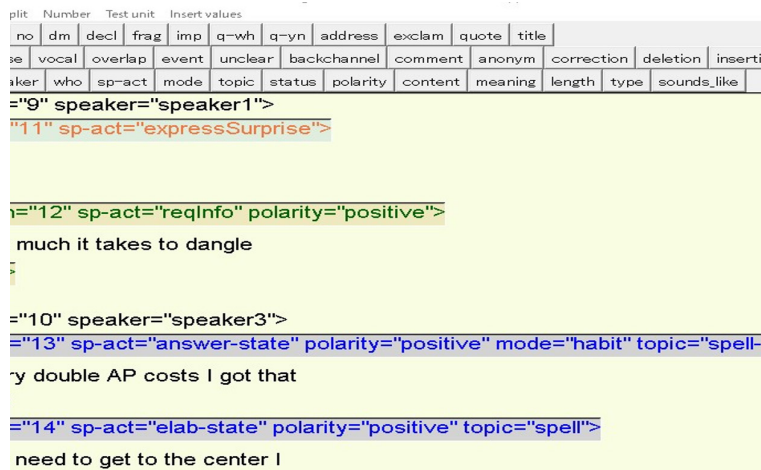 plit Number Test unit Insert values
no dm decl frag imp q-wh q-yn address exclam quote title
se vocal overlap event unclear backchannel comment anonym correction deletion inserti
aker who sp-act mode topic status polarity content meaning length type sounds_like
="9" speaker="speaker1">
"11" sp-act="expressSurprise">
="12" sp-act="reqInfo" polarity="positive">
much it takes to dangle
>
="10" speaker="speaker3">
="13" sp-act="answer-state" polarity="positive" mode="habit" topic="spell-
ry double AP costs I got that
="14" sp-act="elab-state" polarity="positive" topic="spell">
need to get to the center I